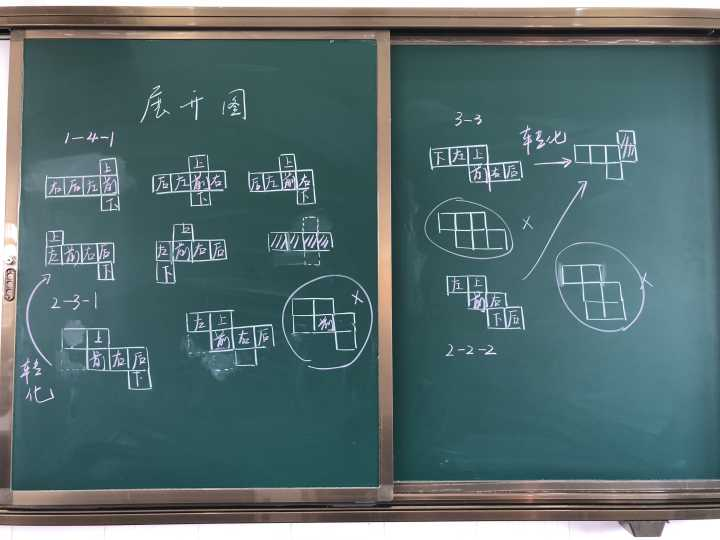 展开图
1-4-1
上
右后左前
下
上
后左前右
下
上
后左前右
下
上
左前右后
下
上
左前右后
下
2-3-1
上
前右后
下
左上
前右后
前
×
转化
3-3
下左上
前右后
转化
×
左上
前右
下后
×
2-2-2